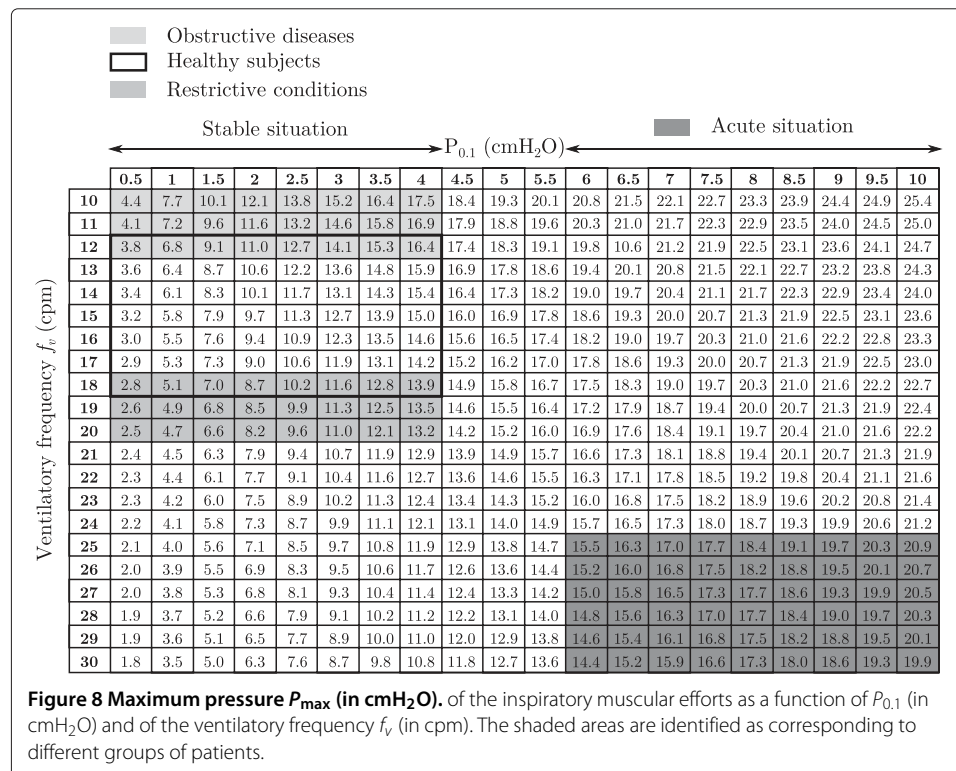 Obstructive diseases
Healthy subjects
Restrictive conditions
Stable situation
Acute situation
P0.1 (cmH2O)
Ventilatory frequency fv (cpm)
0.5 1 1.5 2 2.5 3 3.5 4 4.5 5 5.5 6 6.5 7 7.5 8 8.5 9 9.5 10
10 4.4 7.7 10.1 12.1 13.8 15.2 16.4 17.5 18.4 19.3 20.1 20.8 21.5 22.1 22.7 23.3 23.9 24.4 24.9 25.4
11 4.1 7.2 9.6 11.6 13.2 14.6 15.8 16.9 17.9 18.8 19.6 20.3 21.0 21.7 22.3 22.9 23.5 24.0 24.5 25.0
12 3.8 6.8 9.1 11.0 12.7 14.1 15.3 16.4 17.4 18.3 19.1 19.8 10.6 21.2 21.9 22.5 23.1 23.6 24.1 24.7
13 3.6 6.4 8.7 10.6 12.2 13.6 14.8 15.9 16.9 17.8 18.6 19.4 20.1 20.8 21.5 22.1 22.7 23.2 23.8 24.3
14 3.4 6.1 8.3 10.1 11.7 13.1 14.3 15.4 16.4 17.3 18.2 19.0 19.7 20.4 21.1 21.7 22.3 22.9 23.4 24.0
15 3.2 5.8 7.9 9.7 11.3 12.7 13.9 15.0 16.0 16.9 17.8 18.6 19.3 20.0 20.7 21.3 21.9 22.5 23.1 23.6
16 3.0 5.5 7.6 9.4 10.9 12.3 13.5 14.6 15.6 16.6 17.4 18.2 19.0 19.7 20.3 21.0 21.6 22.2 22.8 23.3
17 2.9 5.3 7.3 9.0 10.6 11.9 13.1 14.2 15.2 16.2 17.0 17.8 18.6 19.3 20.0 20.7 21.3 21.9 22.5 23.0
18 2.8 5.1 7.0 8.7 10.2 11.6 12.8 13.9 14.9 15.8 16.7 17.5 18.3 19.0 19.7 20.3 21.0 21.6 22.2 22.7
19 2.6 4.9 6.8 8.5 9.9 11.3 12.5 13.5 14.6 15.5 16.4 17.2 17.9 18.7 19.4 20.0 20.7 21.3 21.9 22.4
20 2.5 4.7 6.6 8.2 9.6 11.0 12.1 13.2 14.2 15.2 16.0 16.9 17.6 18.4 19.1 19.7 20.4 21.0 21.6 22.2
21 2.4 4.5 6.3 7.9 9.4 10.7 11.9 12.9 13.9 14.9 15.7 16.6 17.3 18.1 18.8 19.4 20.1 20.7 21.3 21.9
22 2.3 4.4 6.1 7.7 9.1 10.4 11.6 12.7 13.6 14.6 15.5 16.3 17.1 17.8 18.5 19.2 19.8 20.4 21.1 21.6
23 2.3 4.2 6.0 7.5 8.9 10.2 11.3 12.4 13.4 14.3 15.2 16.0 16.8 17.5 18.2 18.9 19.6 20.2 20.8 21.4
24 2.2 4.1 5.8 7.3 8.7 9.9 11.1 12.1 13.1 14.0 14.9 15.7 16.5 17.3 18.0 18.7 19.3 19.9 20.6 21.2
25 2.1 4.0 5.6 7.1 8.5 9.7 10.8 11.9 12.9 13.8 14.7 15.5 16.3 17.0 17.7 18.4 19.1 19.7 20.3 20.9
26 2.0 3.9 5.5 6.9 8.3 9.5 10.6 11.7 12.6 13.6 14.4 15.2 16.0 16.8 17.5 18.2 18.8 19.5 20.1 20.7
27 2.0 3.8 5.3 6.8 8.1 9.3 10.4 11.4 12.4 13.3 14.2 15.0 15.8 16.5 17.3 17.7 18.6 19.3 19.9 20.5
28 1.9 3.7 5.2 6.6 7.9 9.1 10.2 11.2 12.2 13.1 14.0 14.8 15.6 16.3 17.0 17.7 18.4 19.0 19.7 20.3
29 1.9 3.6 5.1 6.5 7.7 8.9 10.0 11.0 12.0 12.9 13.8 14.6 15.4 16.1 16.8 17.5 18.2 18.8 19.5 20.1
30 1.8 3.5 5.0 6.3 7.6 8.7 9.8 10.8 11.8 12.7 13.6 14.4 15.2 15.9 16.6 17.3 18.0 18.6 19.3 19.9
Figure 8 Maximum pressure Pmax (in cmH2O). of the inspiratory muscular efforts as a function of P0.1 (in
cmH2O) and of the ventilatory frequency fv (in cpm). The shaded areas are identified as corresponding to
different groups of patients.